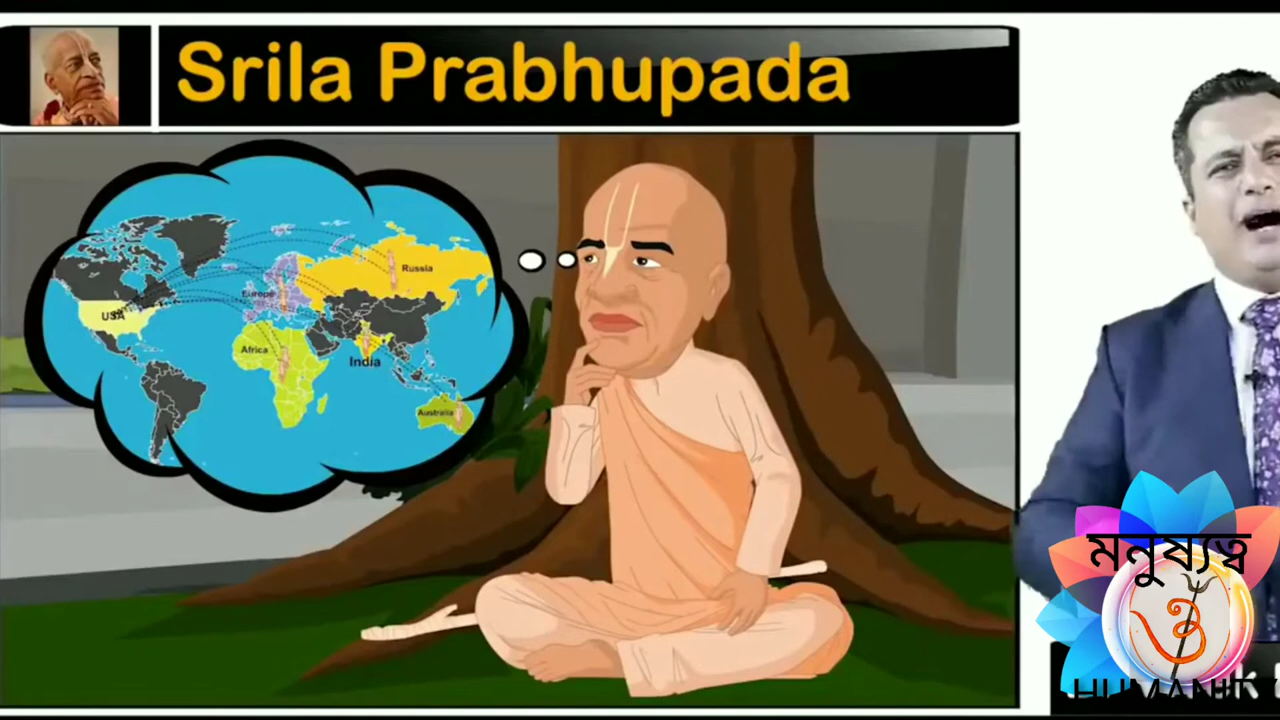 Srila Prabhupada
Russia
Europe
USA
Africa
India
Australia
মনুষ্যত্ব